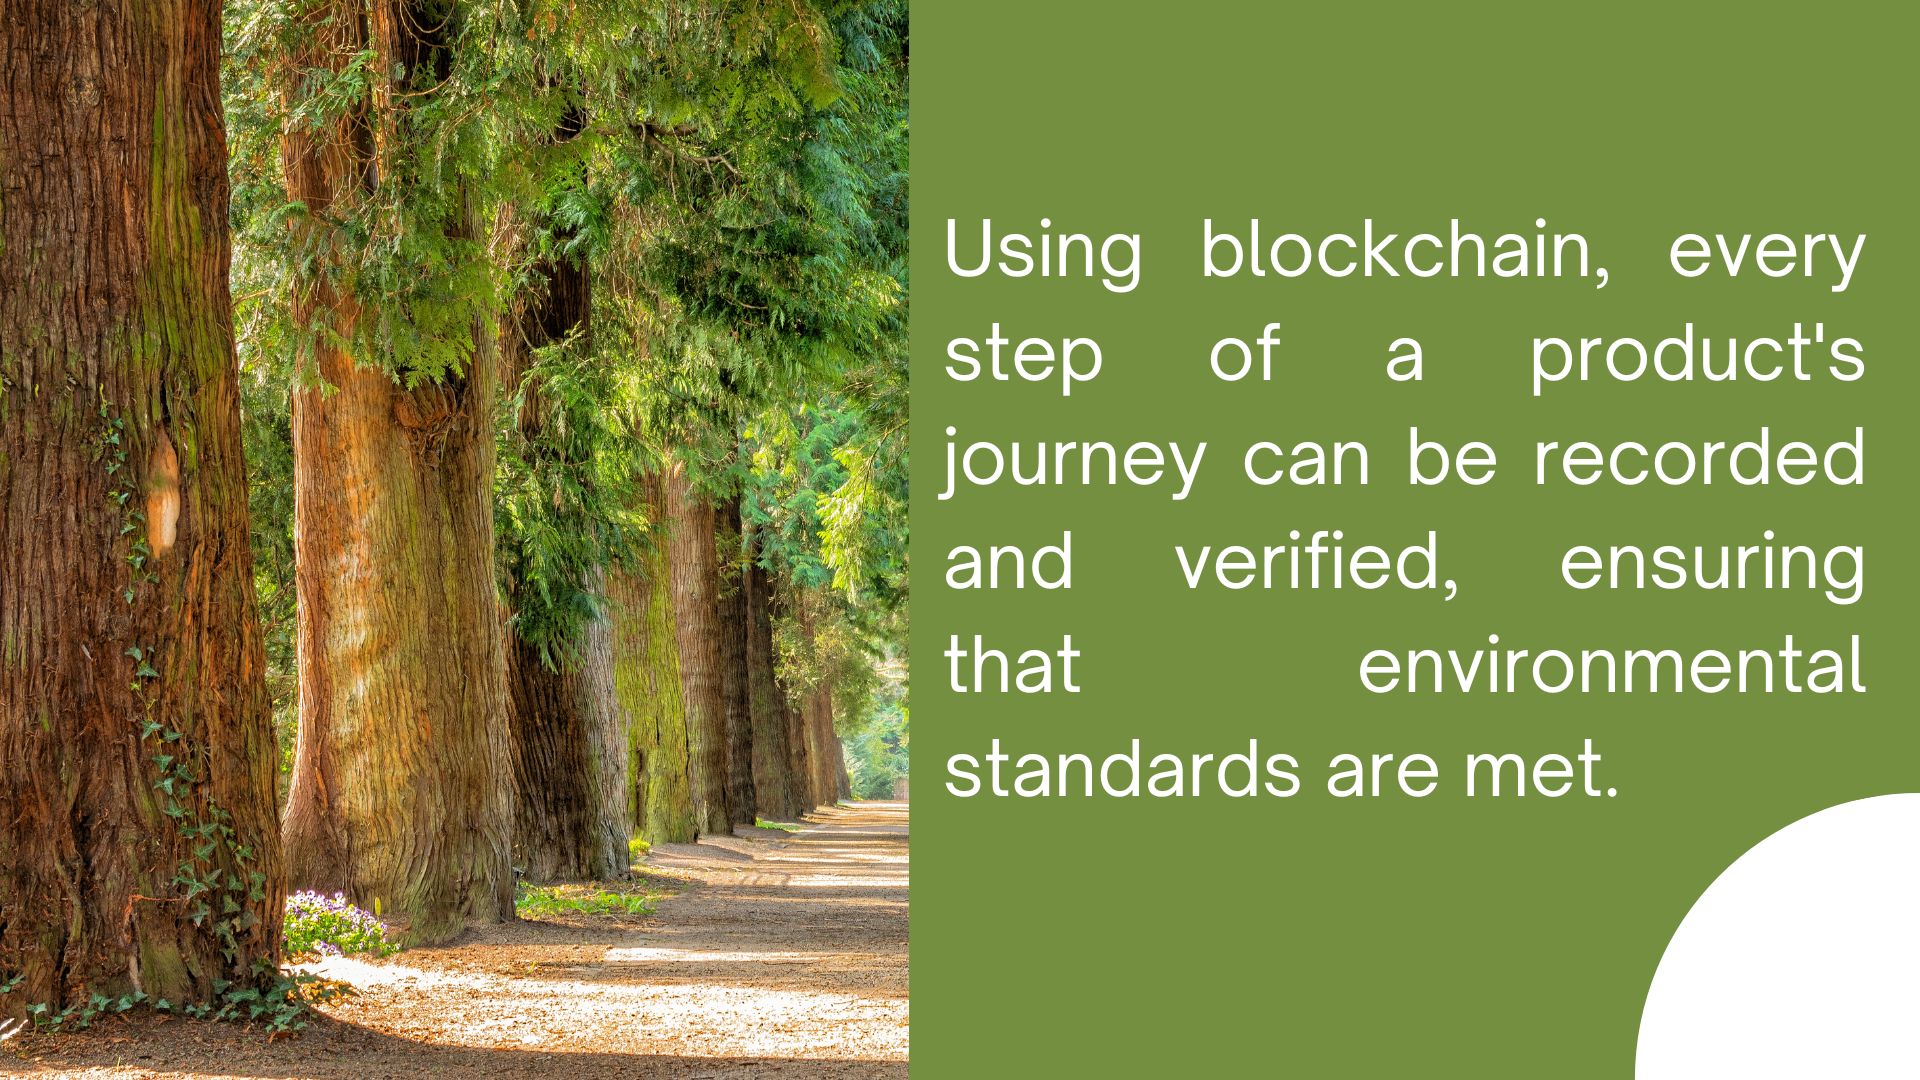 Using blockchain, every
step of a product's
journey can be recorded
and verified, ensuring
that environmental
standards are met.